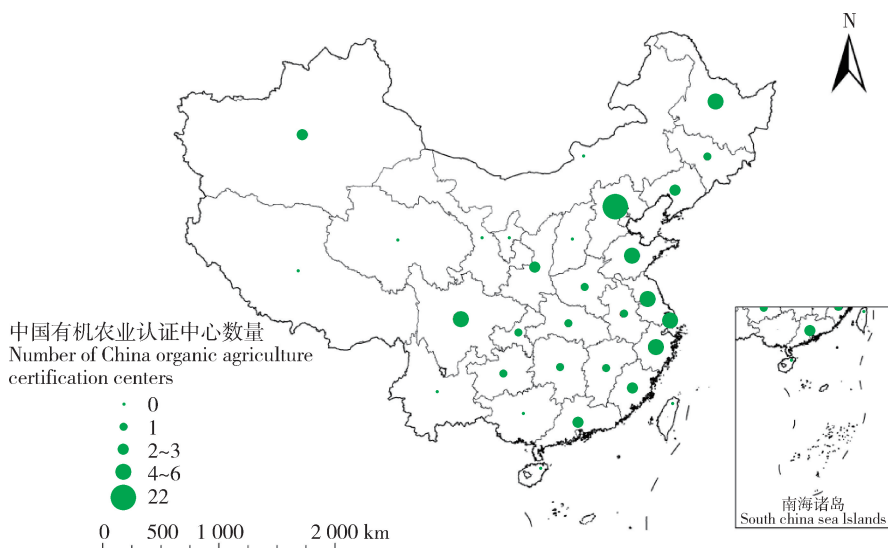 N
中国有机农业认证中心数量
Number of China organic agriculture
certification centers
0
1
2~3
4~6
22
0 500 1 000 2 000 km
南海诸岛
South china sea Islands